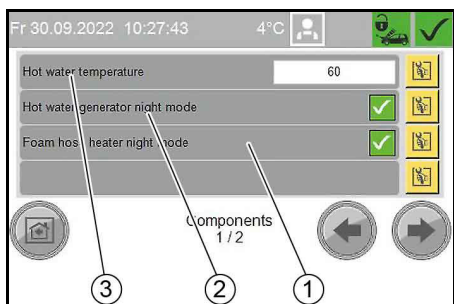 Fr 30.09.2022 10:27:43 4°C
Hot water temperature 60
Hot water generator night mode
Foam hose heater night mode
Components
1/2
3 2 1